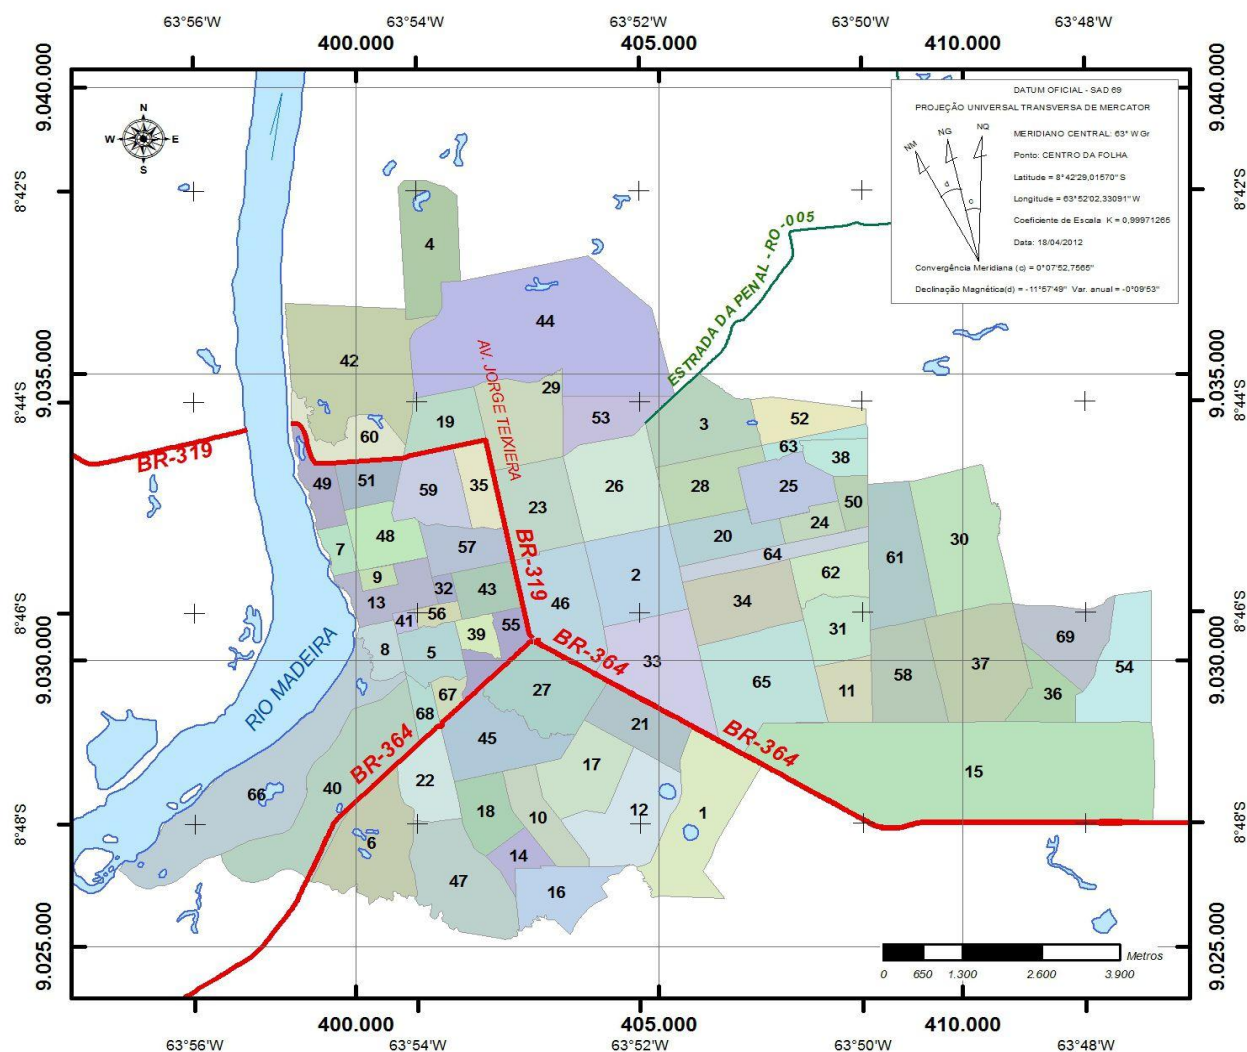 63°56'W 63°54'W 63°52'W 63°50'W 63°48'W
400.000 405.000 410.000
9.040.000 9.040.000
DATUM OFICIAL - SAD 69
PROJEÇÃO UNIVERSAL TRANSVERSA DE MERCATOR
NM NG NQ
d c
MERIDIANO CENTRAL: 63° W Gr
Ponto: CENTRO DA FOLHA
Latitude = 8°42'29,01570" S
Longitude = 63°52'02,33091" W
Coeficiente de Escala K = 0,99971265
Data: 18/04/2012
Convergência Meridiana (c) = 0°07'52,7565"
Declinação Magnética(d) = -11°57'49" Var. anual = -0°09'53"
N
W E
S
8°42'S 8°42'S
4
ESTRADA DA PENAL - RO-005
44
AV. JORGE TEIXIERA
42
9.035.000 9.035.000
29
8°44'S 8°44'S
53
19
3
52
60
63
38
BR-319
49
51
59
35
26
28
25
50
23
24
48
20
30
7
57
BR-319
64
61
9
2
62
32
43
13
46
34
8°46'S 8°46'S
56
41
55
31
39
69
8
5
BR-364
9.030.000 9.030.000
33
37
54
RIO MADEIRA
58
65
27
11
67
36
68
21
BR-364
45
BR-364
17
15
22
66
40
18
12
1
10
8°48'S 8°48'S
6
14
47
16
9.025.000 9.025.000
Metros
0 650 1.300 2.600 3.900
400.000 405.000 410.000
63°56'W 63°54'W 63°52'W 63°50'W 63°48'W